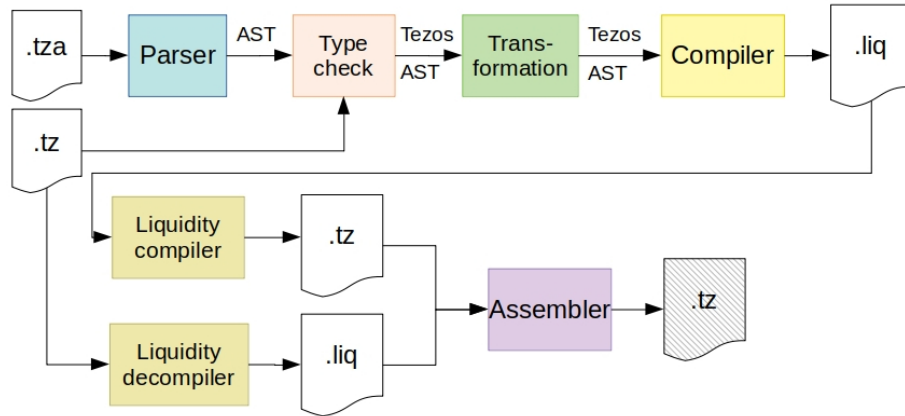 .tza
Parser
AST
Type
check
Tezos
AST
Trans-
formation
Tezos
AST
Compiler
.liq
.tz
Liquidity
compiler
.tz
Assembler
.tz
Liquidity
decompiler
.liq